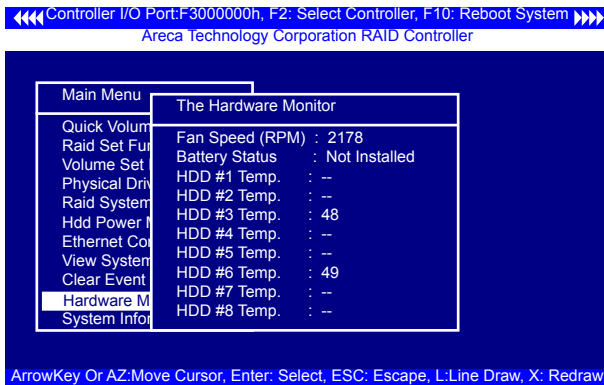 Controller I/O Port:F3000000h, F2: Select Controller, F10: Reboot System
Areca Technology Corporation RAID Controller
Main Menu
Quick Volum
Raid Set Fun
Volume Set
Physical Driv
Raid System
Hdd Power
Ethernet Con
View System
Clear Event
Hardware M
System Infor
The Hardware Monitor
Fan Speed (RPM) : 2178
Battery Status : Not Installed
HDD #1 Temp. : --
HDD #2 Temp. : --
HDD #3 Temp. : 48
HDD #4 Temp. : --
HDD #5 Temp. : --
HDD #6 Temp. : 49
HDD #7 Temp. : --
HDD #8 Temp. : --
ArrowKey Or AZ:Move Cursor, Enter: Select, ESC: Escape, L:Line Draw, X: Redraw